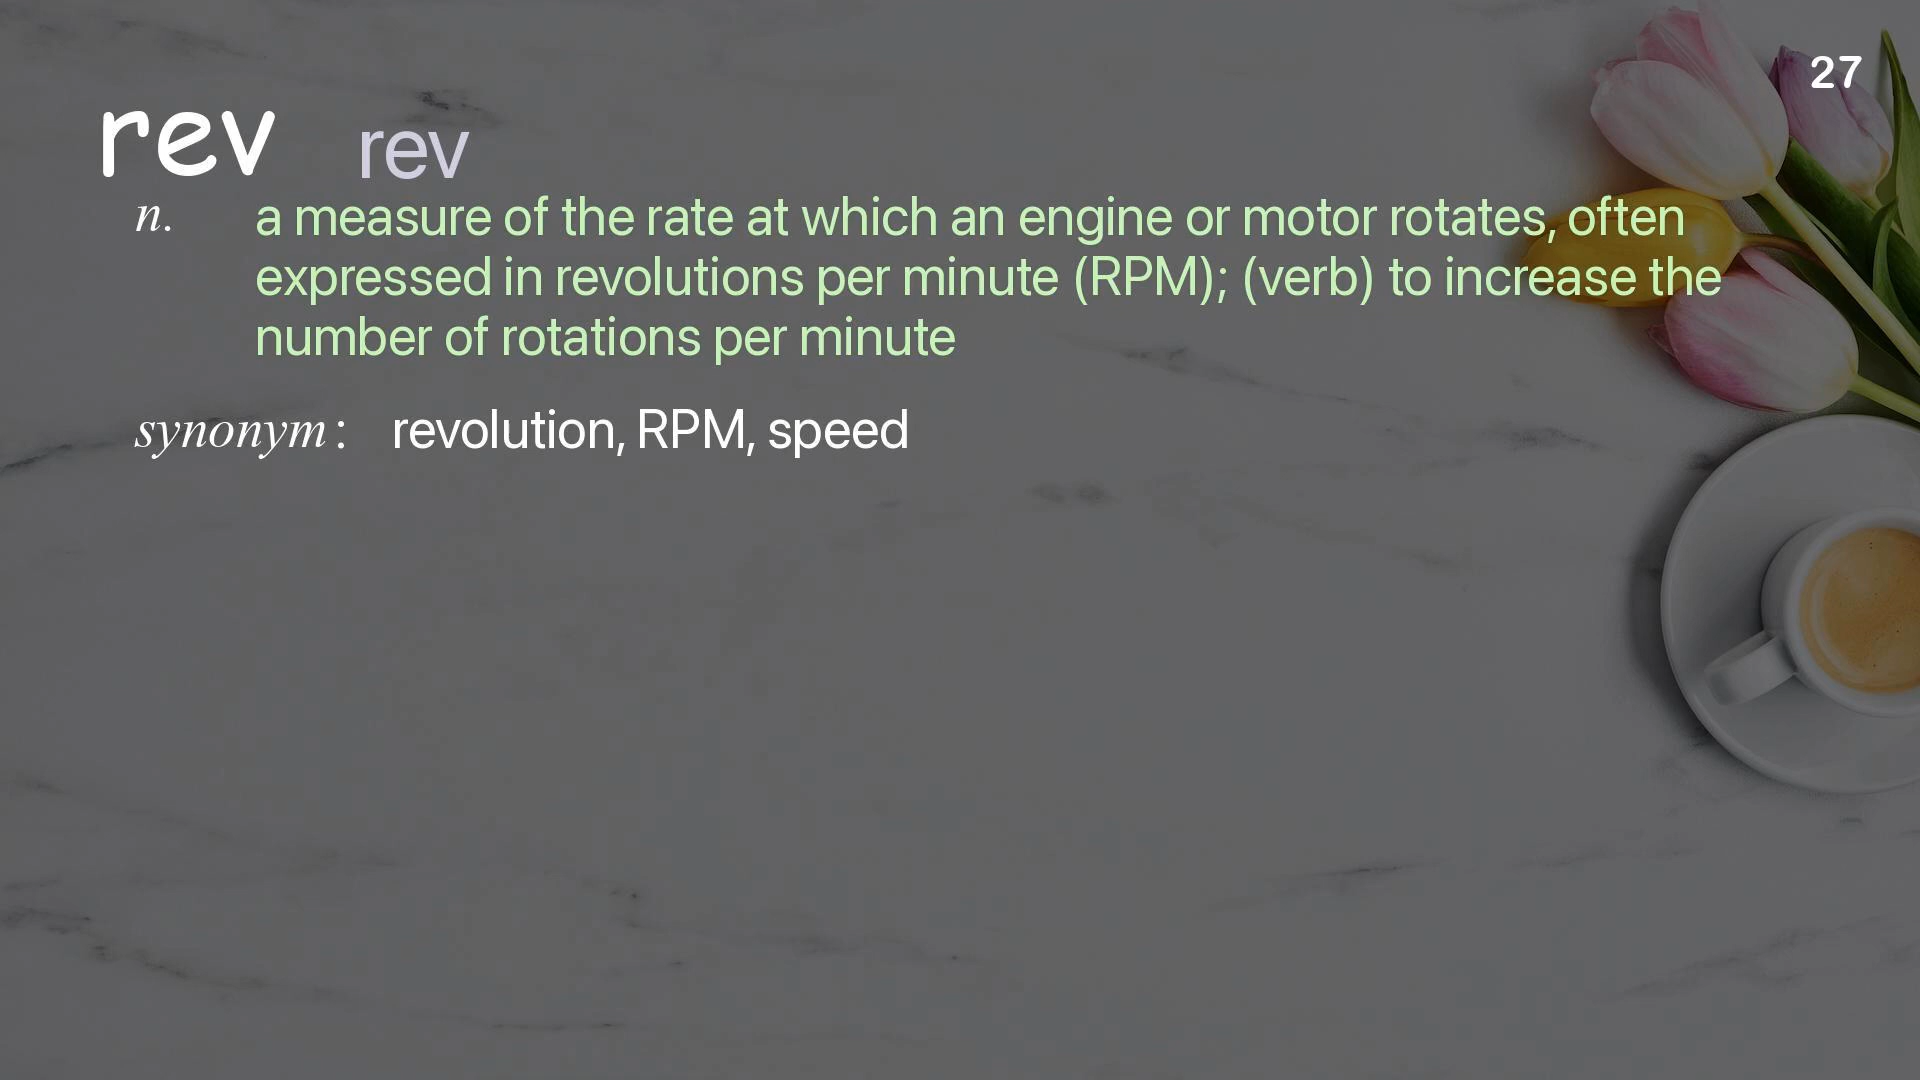 27
rev rev
n. a measure of the rate at which an engine or motor rotates, often
expressed in revolutions per minute (RPM); (verb) to increase the
number of rotations per minute
synonym: revolution, RPM, speed